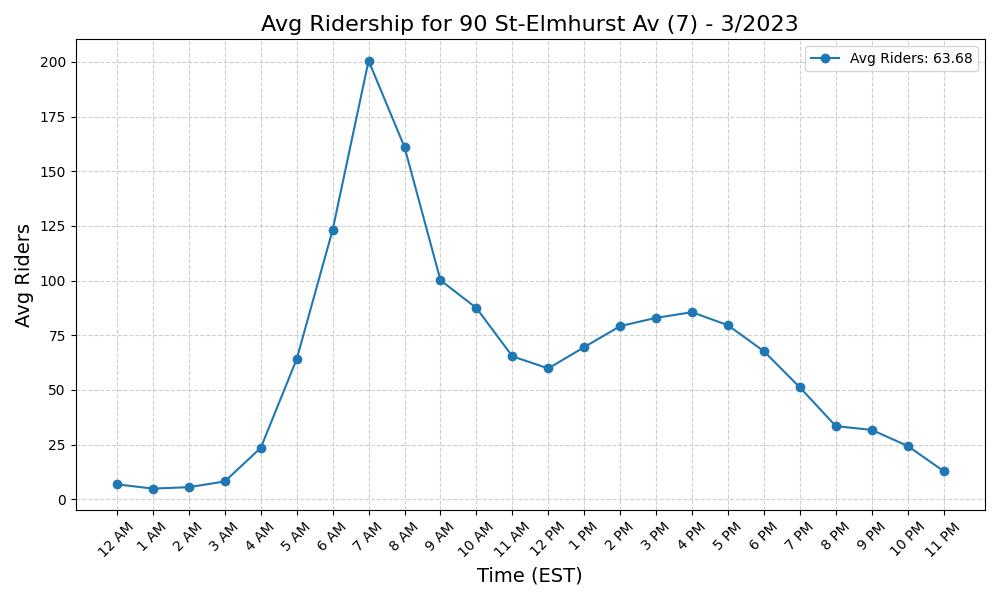 Avg Ridership for 90 St-Elmhurst Av (7) - 3/2023
Avg Riders: 63.68
Avg Riders
200
175
150
125
100
75
50
25
0
12 AM
1 AM
2 AM
3 AM
4 AM
5 AM
6 AM
7 AM
8 AM
9 AM
10 AM
11 AM
12 PM
1 PM
2 PM
3 PM
4 PM
5 PM
6 PM
7 PM
8 PM
9 PM
10 PM
11 PM
Time (EST)